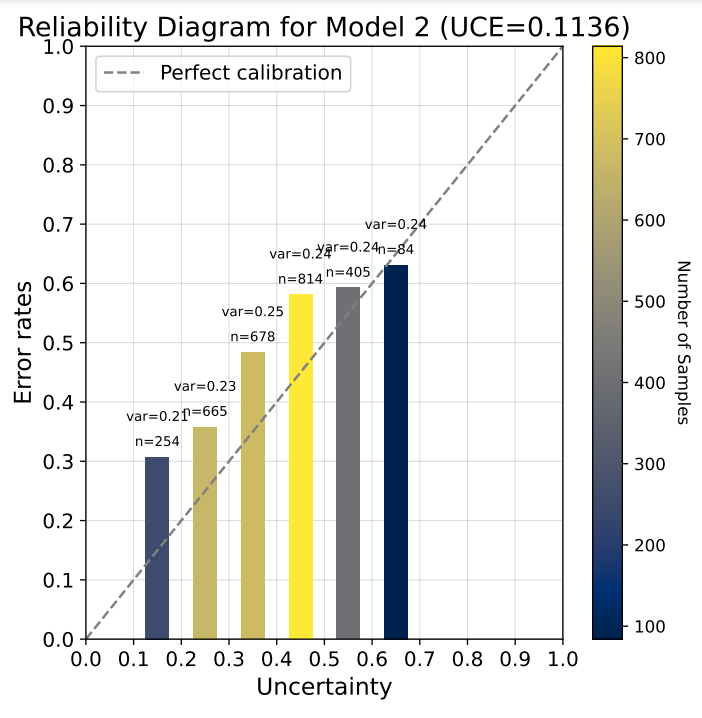 Reliability Diagram for Model 2 (UCE=0.1136)
Perfect calibration
1.0
0.9
0.8
0.7
0.6
0.5
0.4
0.3
0.2
0.1
0.0
Error rates
var=0.21
n=254
var=0.23
n=665
var=0.25
n=678
var=0.24
n=814
var=0.24
n=405
var=0.24
n=84
0.0 0.1 0.2 0.3 0.4 0.5 0.6 0.7 0.8 0.9 1.0
Uncertainty
800
700
600
500
400
300
200
100
Number of Samples